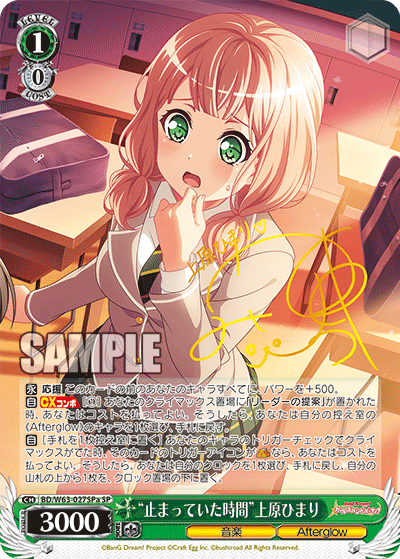 LEVEL
1
0
COST
上原ひまり
SAMPLE
永 応援 このカードの前のあなたのキャラすべてに、パワーを+500。
自 CXコンボ [(0)] あなたのクライマックス置場に「リーダーの提案」が置かれた
時、あなたはコストを払ってよい。そうしたら、あなたは自分の控え室の
《Afterglow》のキャラを1枚選び、手札に戻す。
自 [手札を1枚控え室に置く] あなたのキャラのトリガーチェックでクライ
マックスがでた時、そのカードのトリガーアイコンが なら、あなたはコスト
を払ってよい。そうしたら、あなたは自分のクロックを1枚選び、手札に戻し、自分の
山札の上から1枚を、クロック置場の下に置く。
CH BD/W63-027SPa SP
3000
"止まっていた時間"上原ひまり
音楽 Afterglow
©BanG Dream! Project ©Craft Egg Inc. ©bushiroad All Rights Reserved.